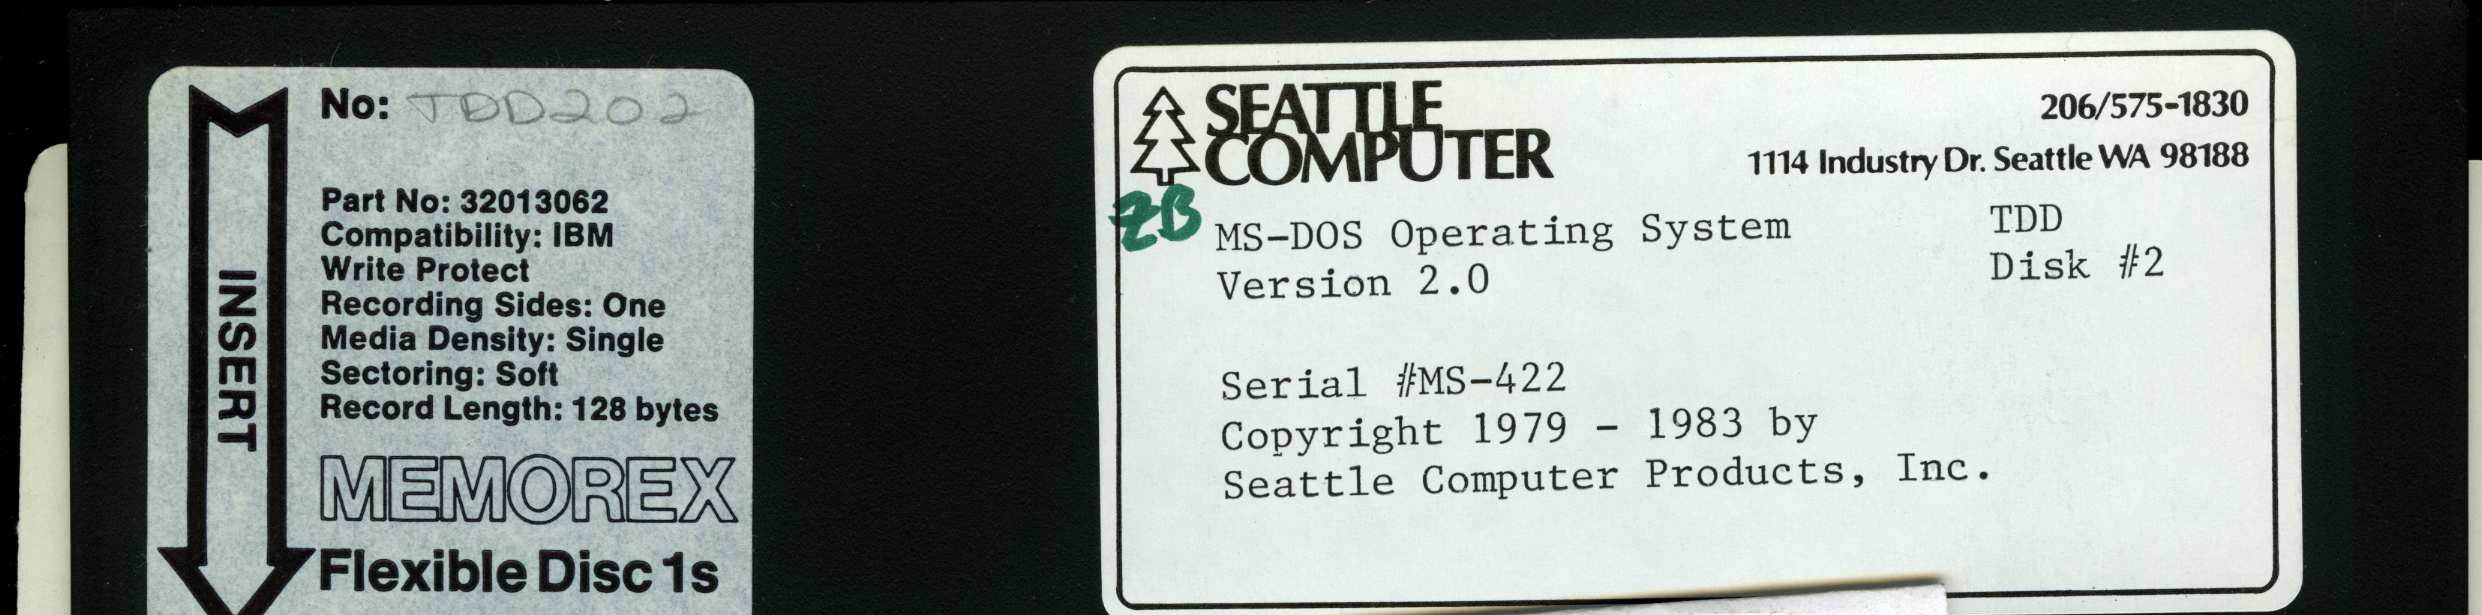 No: TDD202
Part No: 32013062
Compatibility: IBM
Write Protect
Recording Sides: One
Media Density: Single
Sectoring: Soft
Record Length: 128 bytes
MEMOREX
Flexible Disc 1s
INSERT
SEATTLE
COMPUTER
206/575-1830
1114 Industry Dr. Seattle WA 98188
ZB
MS-DOS Operating System TDD
Version 2.0 Disk #2
Serial #MS-422
Copyright 1979 - 1983 by
Seattle Computer Products, Inc.